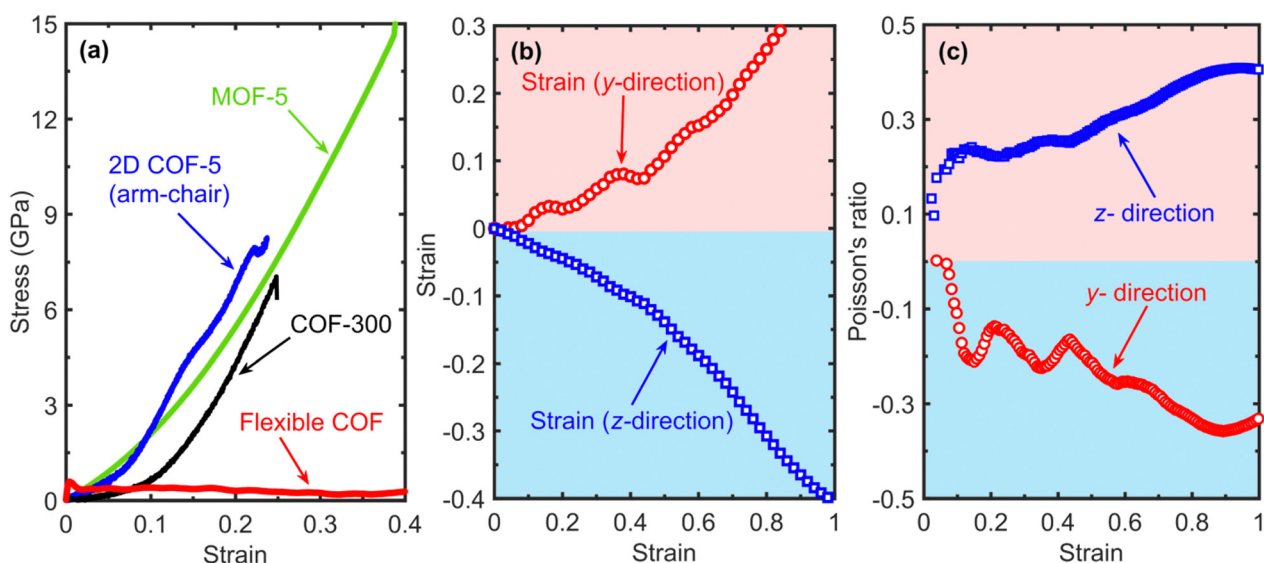 (a)
MOF-5
2D COF-5
(arm-chair)
COF-300
Flexible COF
Stress (GPa)
15
12
9
6
3
0
0
0.1
0.2
0.3
0.4
Strain
(b)
Strain (y-direction)
Strain (z-direction)
Strain
0.3
0.2
0.1
0
-0.1
-0.2
-0.3
-0.4
0
0.2
0.4
0.6
0.8
1
Strain
(c)
z- direction
y- direction
Poisson's ratio
0.5
0.3
0.1
-0.1
-0.3
-0.5
0
0.2
0.4
0.6
0.8
1
Strain